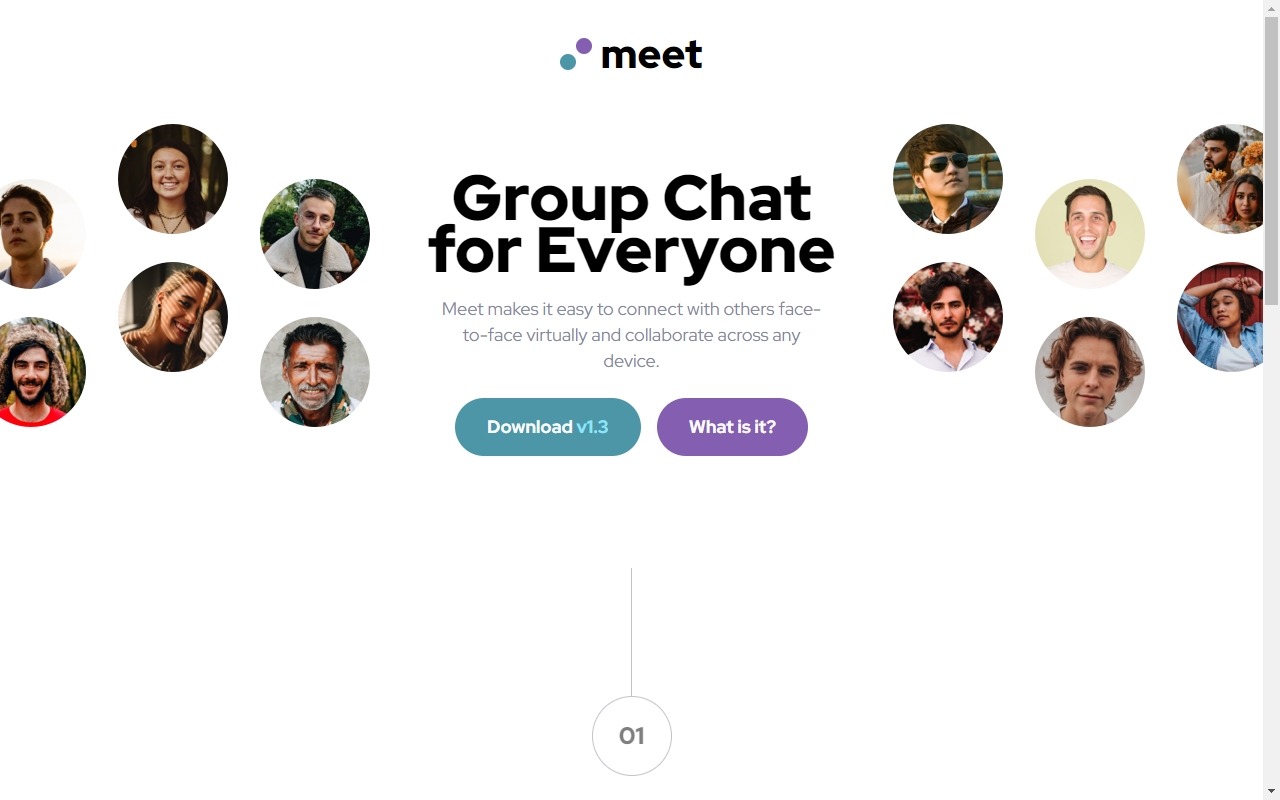 meet
Group Chat
for Everyone
Meet makes it easy to connect with others face-
to-face virtually and collaborate across any
device.
Download v1.3
What is it?
01